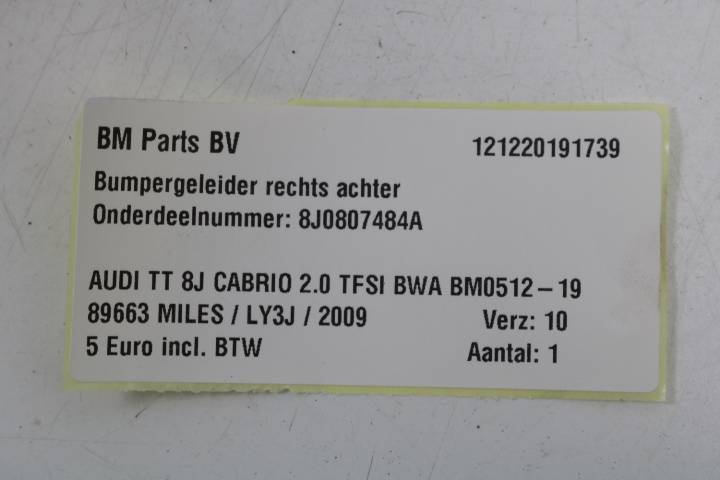 BM Parts BV 121220191739
Bumpergeleider rechts achter
Onderdeelnummer: 8J0807484A
AUDI TT 8J CABRIO 2.0 TFSI BWA BM0512-19
89663 MILES / LY3J / 2009 Verz: 10
5 Euro incl. BTW Aantal: 1